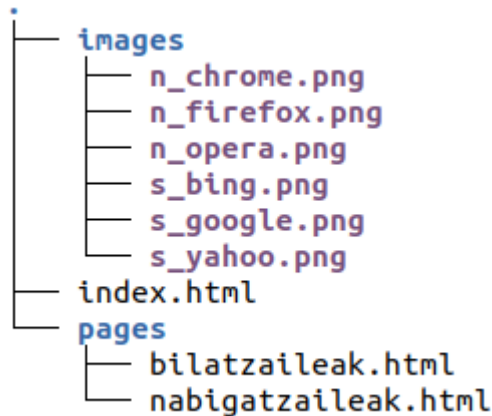 .
images
n_chrome.png
n_firefox.png
n_opera.png
s_bing.png
s_google.png
s_yahoo.png
index.html
pages
bilatzaileak.html
nabigatzaileak.html